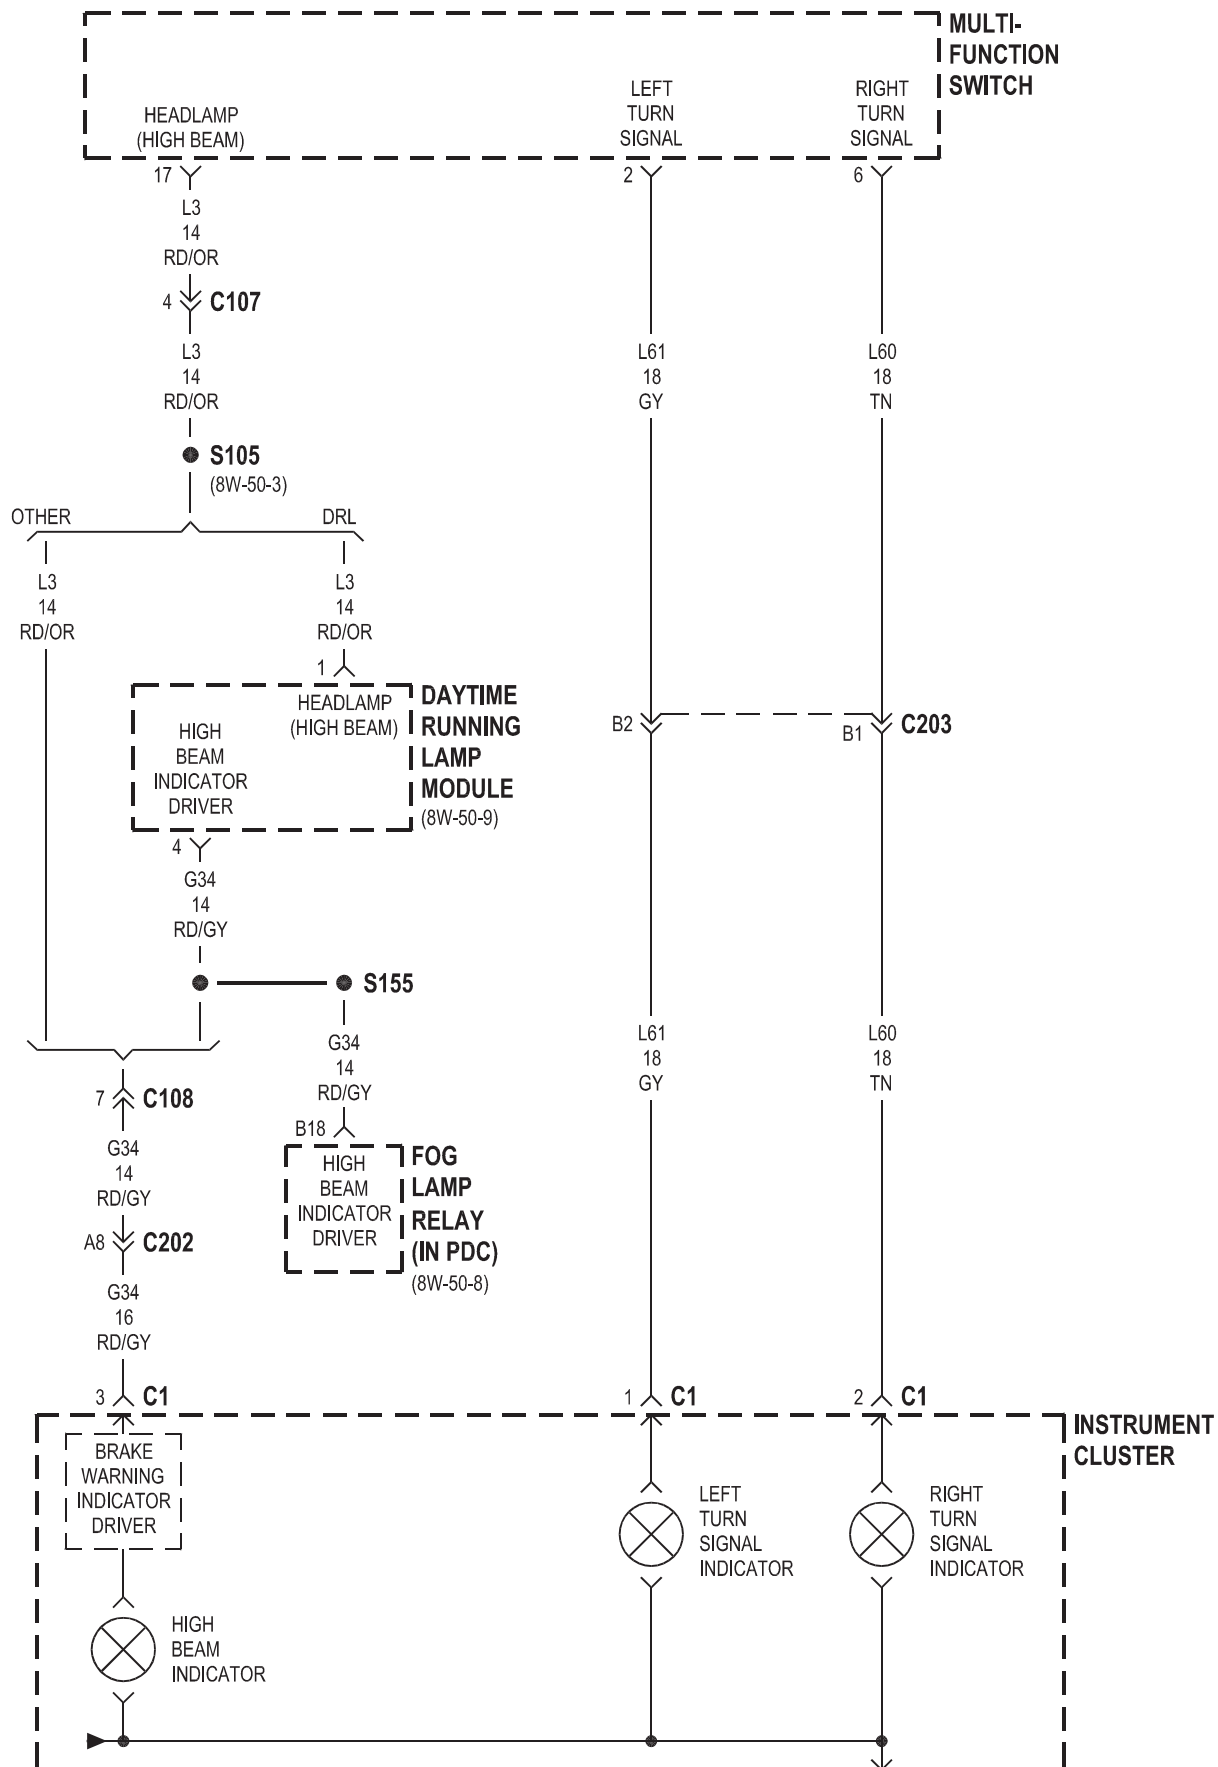 MULTI-
FUNCTION
SWITCH
HEADLAMP
(HIGH BEAM)
LEFT
TURN
SIGNAL
RIGHT
TURN
SIGNAL
17
2
6
L3
14
RD/OR
4 C107
L3
14
RD/OR
L61
18
GY
L60
18
TN
S105
(8W-50-3)
OTHER
DRL
L3
14
RD/OR
L3
14
RD/OR
1
HEADLAMP
(HIGH BEAM)
HIGH
BEAM
INDICATOR
DRIVER
DAYTIME
RUNNING
LAMP
MODULE
(8W-50-9)
B2
B1
C203
4
G34
14
RD/GY
S155
G34
14
RD/GY
L61
18
GY
L60
18
TN
7 C108
G34
14
RD/GY
B18
HIGH
BEAM
INDICATOR
DRIVER
FOG
LAMP
RELAY
(IN PDC)
(8W-50-8)
A8 C202
G34
16
RD/GY
3 C1
1 C1
2 C1
INSTRUMENT
CLUSTER
BRAKE
WARNING
INDICATOR
DRIVER
LEFT
TURN
SIGNAL
INDICATOR
RIGHT
TURN
SIGNAL
INDICATOR
HIGH
BEAM
INDICATOR